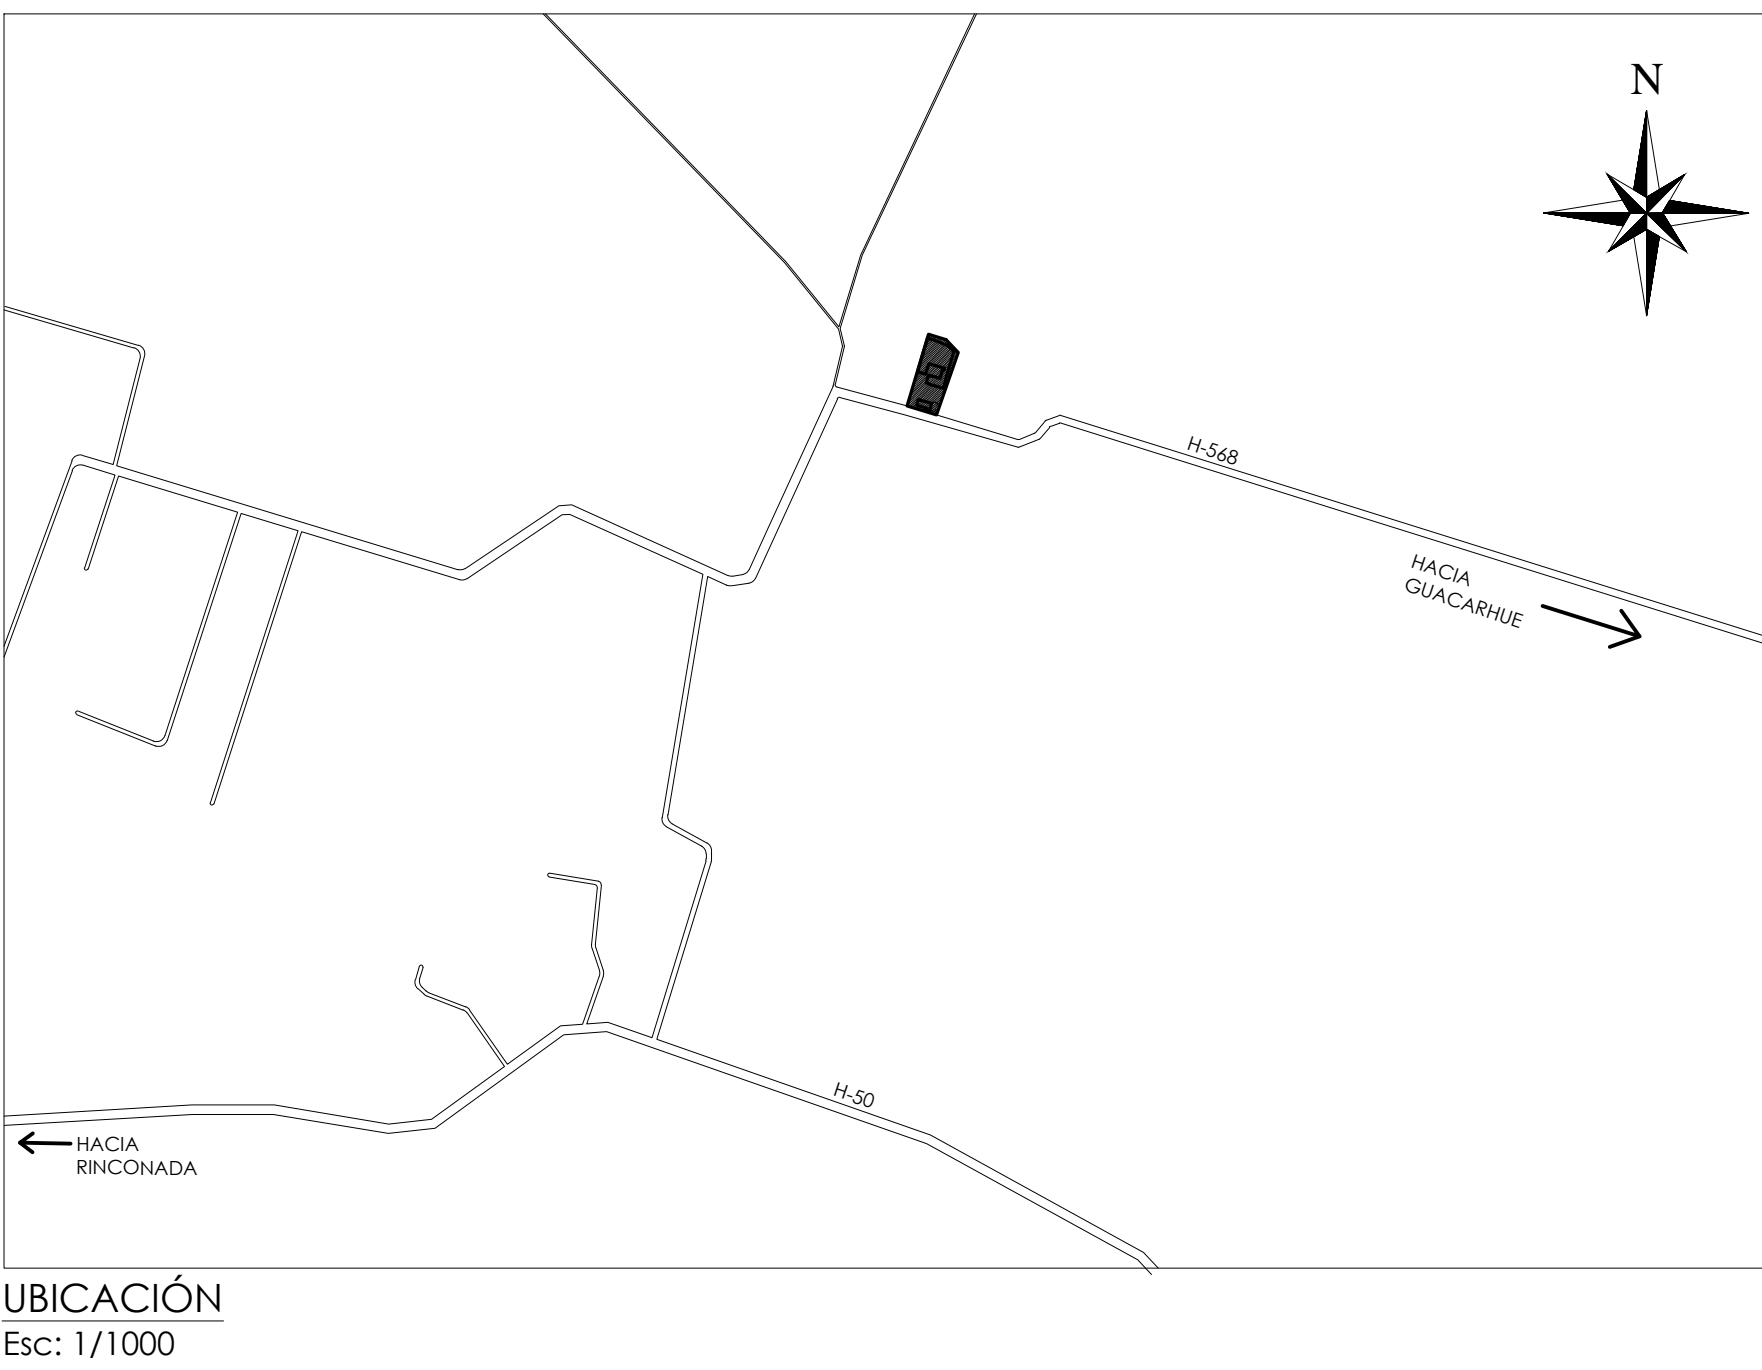 N
H-568
HACIA
GUACARHUE
H-50
HACIA
RINCONADA
UBICACIÓN
Esc: 1/1000